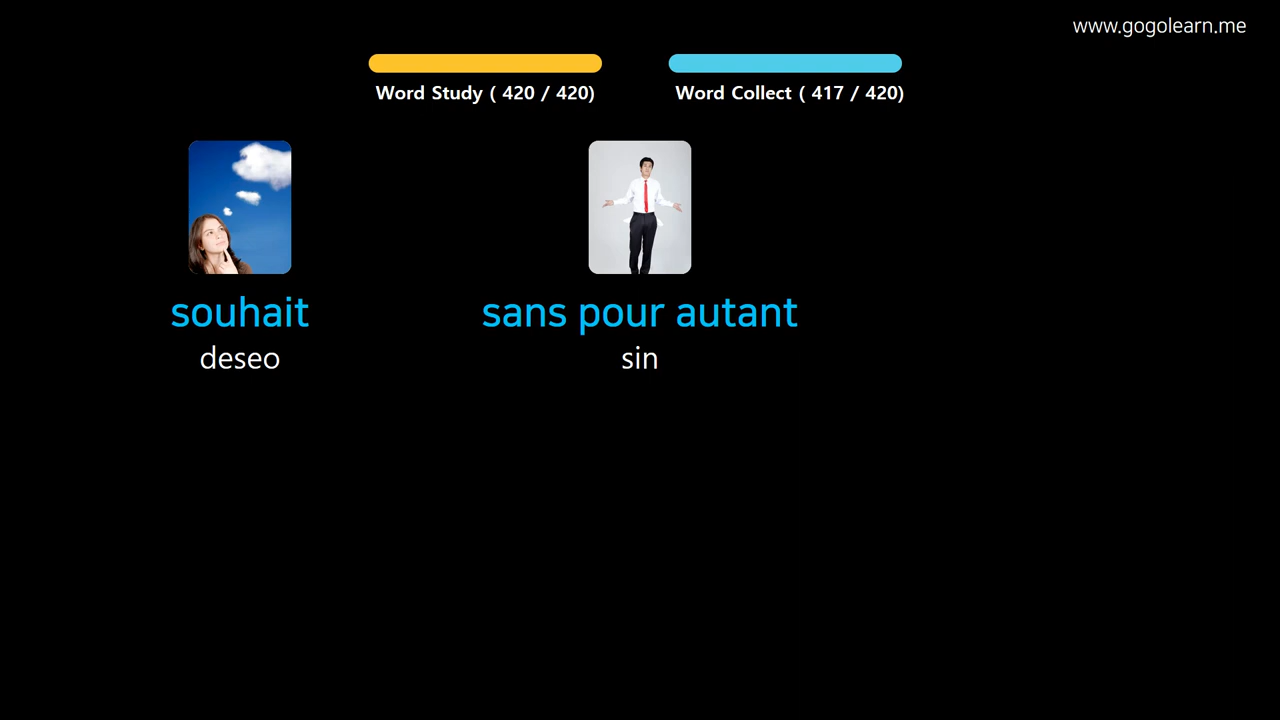 www.gogolearn.me
Word Study ( 420 / 420)
Word Collect ( 417 / 420)
souhait
deseo
sans pour autant
sin